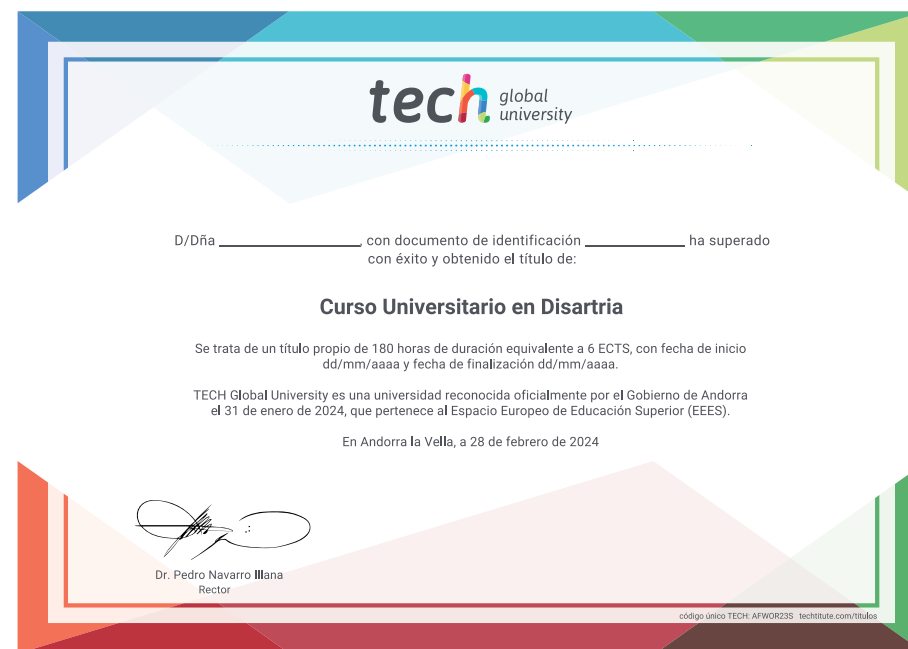 tech global university
D/Dña ______________, con documento de identificación __________ ha superado
con éxito y obtenido el título de:
Curso Universitario en Disartria
Se trata de un título propio de 180 horas de duración equivalente a 6 ECTS, con fecha de inicio
dd/mm/aaaa y fecha de finalización dd/mm/aaaa.
TECH Global University es una universidad reconocida oficialmente por el Gobierno de Andorra
el 31 de enero de 2024, que pertenece al Espacio Europeo de Educación Superior (EEES).
En Andorra la Vella, a 28 de febrero de 2024
Dr. Pedro Navarro Illana
Rector
código único TECH: AFWOR23S techtitute.com/titulos